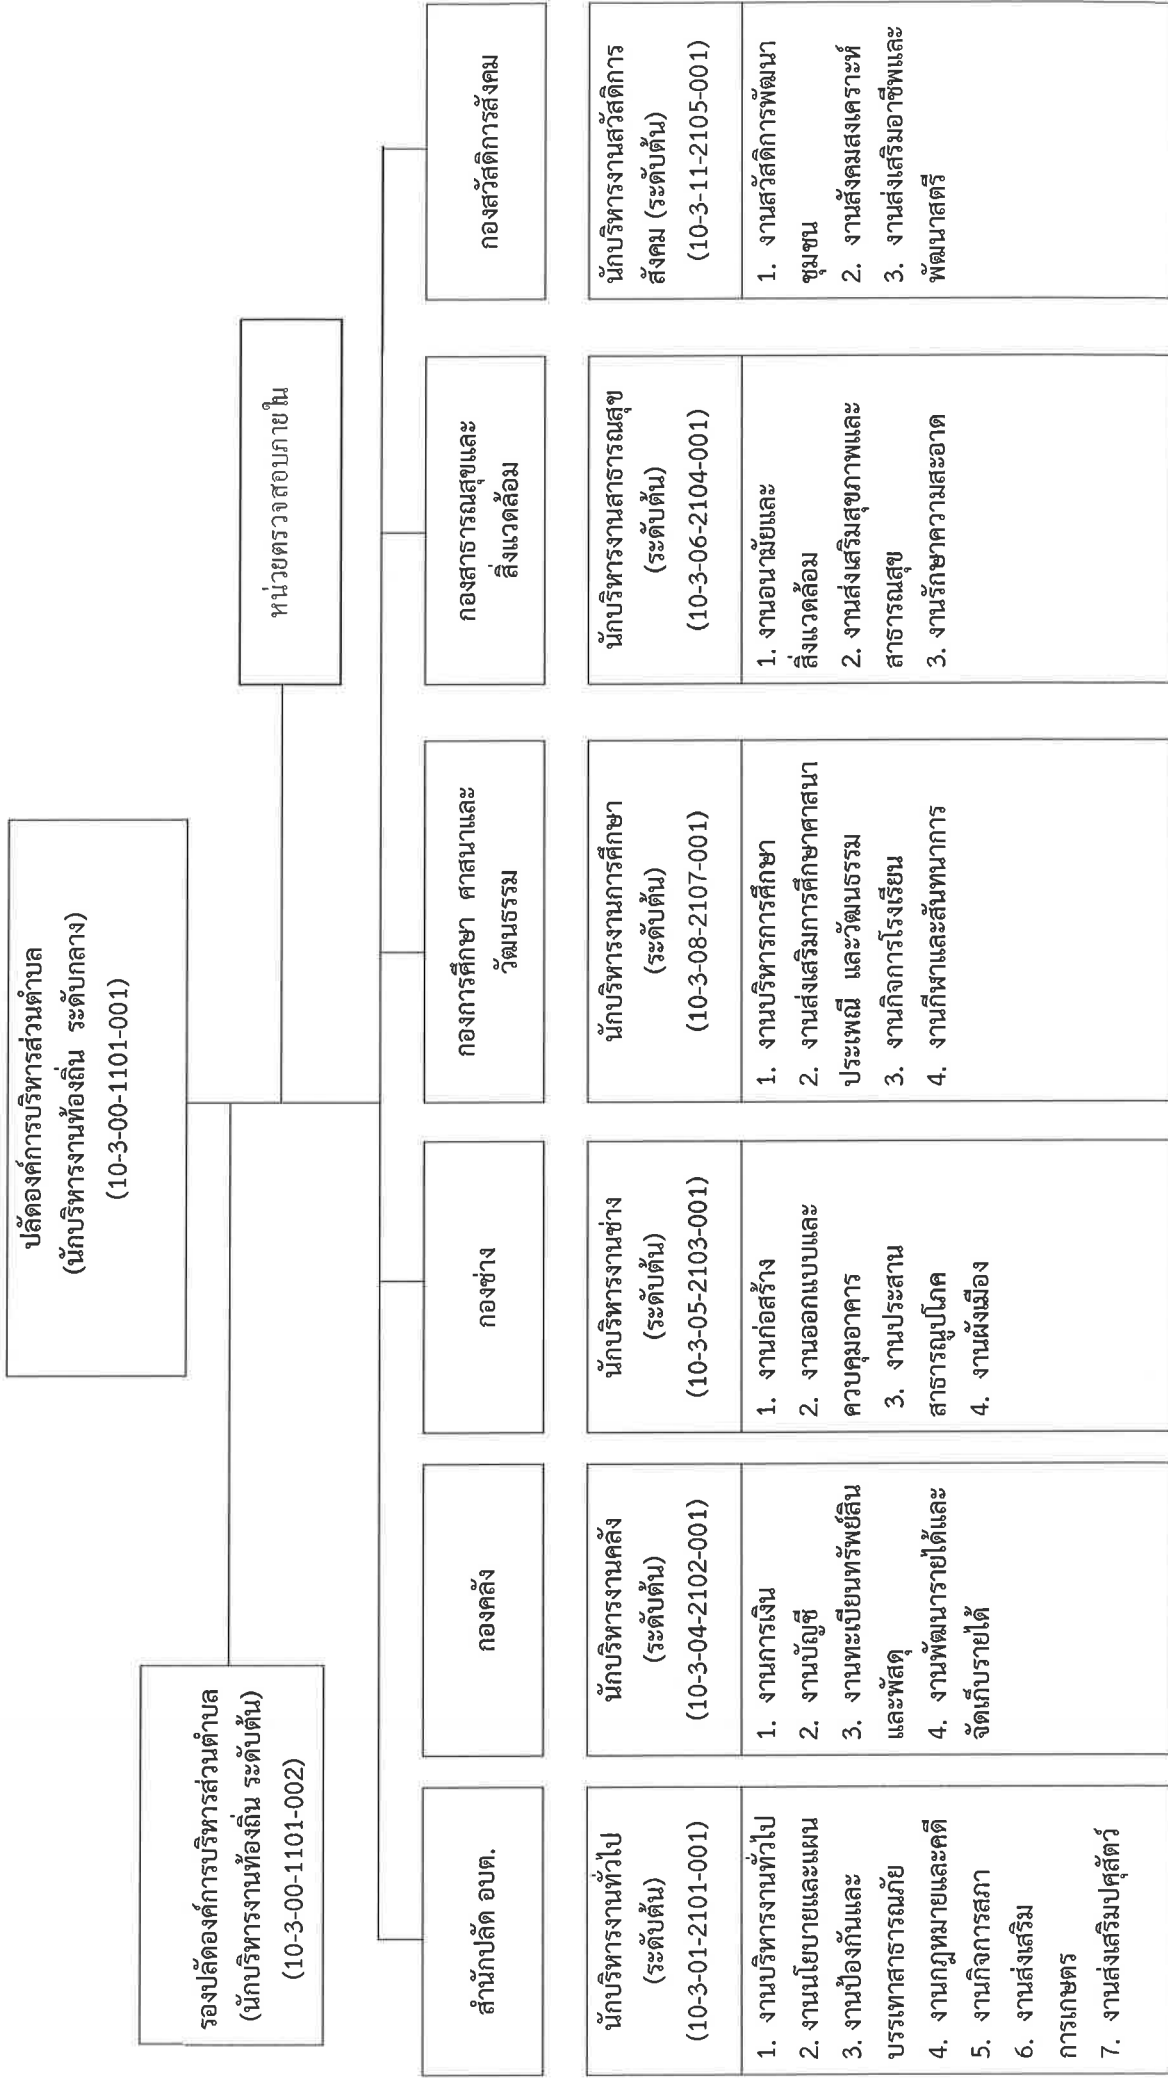 ปลัดองค์การบริหารส่วนตำบล
(นักบริหารงานท้องถิ่น ระดับกลาง)
(10-3-00-1101-001)
รองปลัดองค์การบริหารส่วนตำบล
(นักบริหารงานท้องถิ่น ระดับต้น)
(10-3-00-1101-002)
หน่วยตรวจสอบภายใน
สำนักปลัด อบต.
นักบริหารงานทั่วไป
(ระดับต้น)
(10-3-01-2101-001)
1. งานบริหารงานทั่วไป
2. งานนโยบายและแผน
3. งานป้องกันและ
บรรเทาสาธารณภัย
4. งานกฎหมายและคดี
5. งานกิจการสภา
6. งานส่งเสริม
การเกษตร
7. งานส่งเสริมปศุสัตว์
กองคลัง
นักบริหารงานคลัง
(ระดับต้น)
(10-3-04-2102-001)
1. งานการเงิน
2. งานบัญชี
3. งานทะเบียนทรัพย์สิน
และพัสดุ
4. งานพัฒนารายได้และ
จัดเก็บรายได้
กองช่าง
นักบริหารงานช่าง
(ระดับต้น)
(10-3-05-2103-001)
1. งานก่อสร้าง
2. งานออกแบบและ
ควบคุมอาคาร
3. งานประสาน
สาธารณูปโภค
4. งานผังเมือง
กองการศึกษา ศาสนาและ
วัฒนธรรม
นักบริหารงานการศึกษา
(ระดับต้น)
(10-3-08-2107-001)
1. งานบริหารการศึกษา
2. งานส่งเสริมการศึกษาศาสนา
ประเพณี และวัฒนธรรม
3. งานกิจการโรงเรียน
4. งานกีฬาและสันทนาการ
กองสาธารณสุขและ
สิ่งแวดล้อม
นักบริหารงานสาธารณสุข
(ระดับต้น)
(10-3-06-2104-001)
1. งานอนามัยและ
สิ่งแวดล้อม
2. งานส่งเสริมสุขภาพและ
สาธารณสุข
3. งานรักษาความสะอาด
กองสวัสดิการสังคม
นักบริหารงานสวัสดิการ
สังคม (ระดับต้น)
(10-3-11-2105-001)
1. งานสวัสดิการพัฒนา
ชุมชน
2. งานสังคมสงเคราะห์
3. งานส่งเสริมอาชีพและ
พัฒนาสตรี